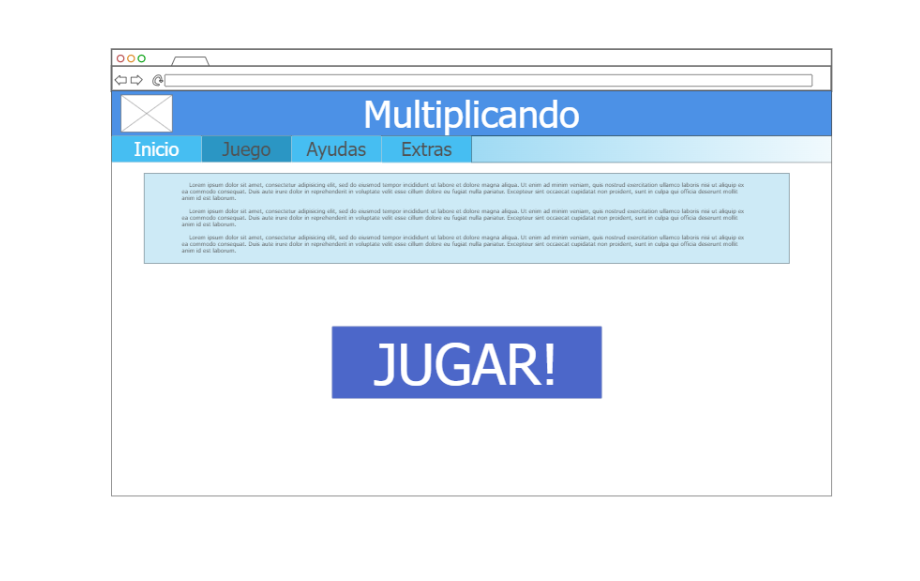 Multiplicando
Inicio
Juego
Ayudas
Extras
Lorem ipsum dolor sit amet, consectetur adipisicing elit, sed do eiusmod tempor incididunt ut labore et dolore magna aliqua. Ut enim ad minim veniam, quis nostrud exercitation ullamco laboris nisi ut aliquip ex
ea commodo consequat. Duis aute irure dolor in reprehenderit in voluptate velit esse cillum dolore eu fugiat nulla pariatur. Excepteur sint occaecat cupidatat non proident, sunt in culpa qui officia deserunt mollit
anim id est laborum.
Lorem ipsum dolor sit amet, consectetur adipisicing elit, sed do eiusmod tempor incididunt ut labore et dolore magna aliqua. Ut enim ad minim veniam, quis nostrud exercitation ullamco laboris nisi ut aliquip ex
ea commodo consequat. Duis aute irure dolor in reprehenderit in voluptate velit esse cillum dolore eu fugiat nulla pariatur. Excepteur sint occaecat cupidatat non proident, sunt in culpa qui officia deserunt mollit
anim id est laborum.
Lorem ipsum dolor sit amet, consectetur adipisicing elit, sed do eiusmod tempor incididunt ut labore et dolore magna aliqua. Ut enim ad minim veniam, quis nostrud exercitation ullamco laboris nisi ut aliquip ex
ea commodo consequat. Duis aute irure dolor in reprehenderit in voluptate velit esse cillum dolore eu fugiat nulla pariatur. Excepteur sint occaecat cupidatat non proident, sunt in culpa qui officia deserunt mollit
anim id est laborum.
JUGAR!